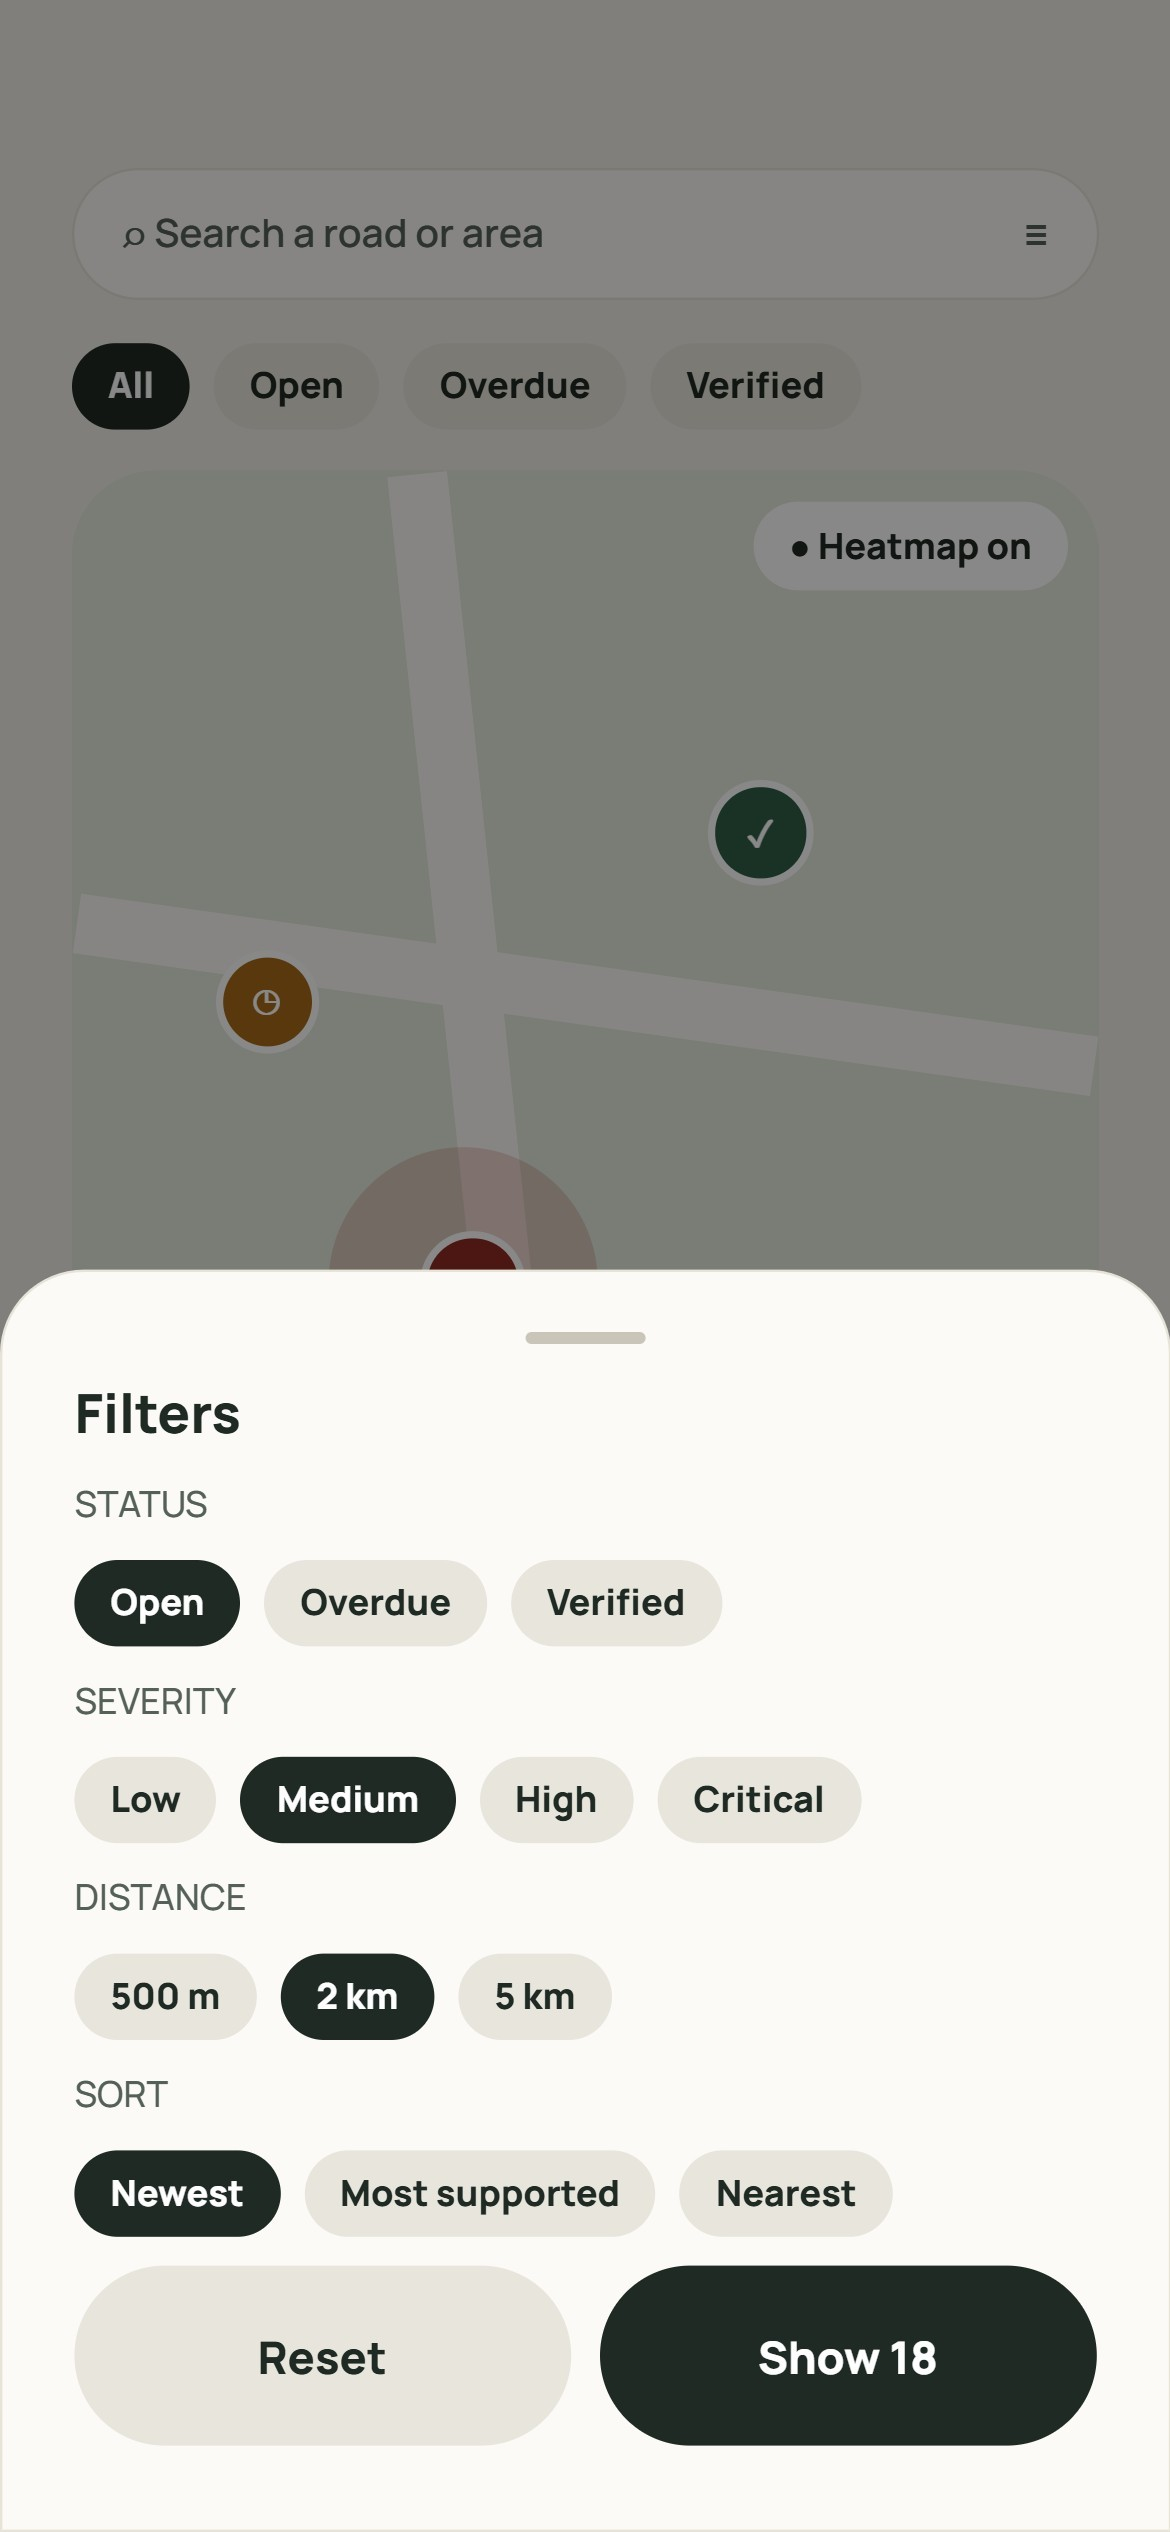 Search a road or area
All Open Overdue Verified
Heatmap on
Filters
STATUS
Open Overdue Verified
SEVERITY
Low Medium High Critical
DISTANCE
500 m 2 km 5 km
SORT
Newest Most supported Nearest
Reset Show 18